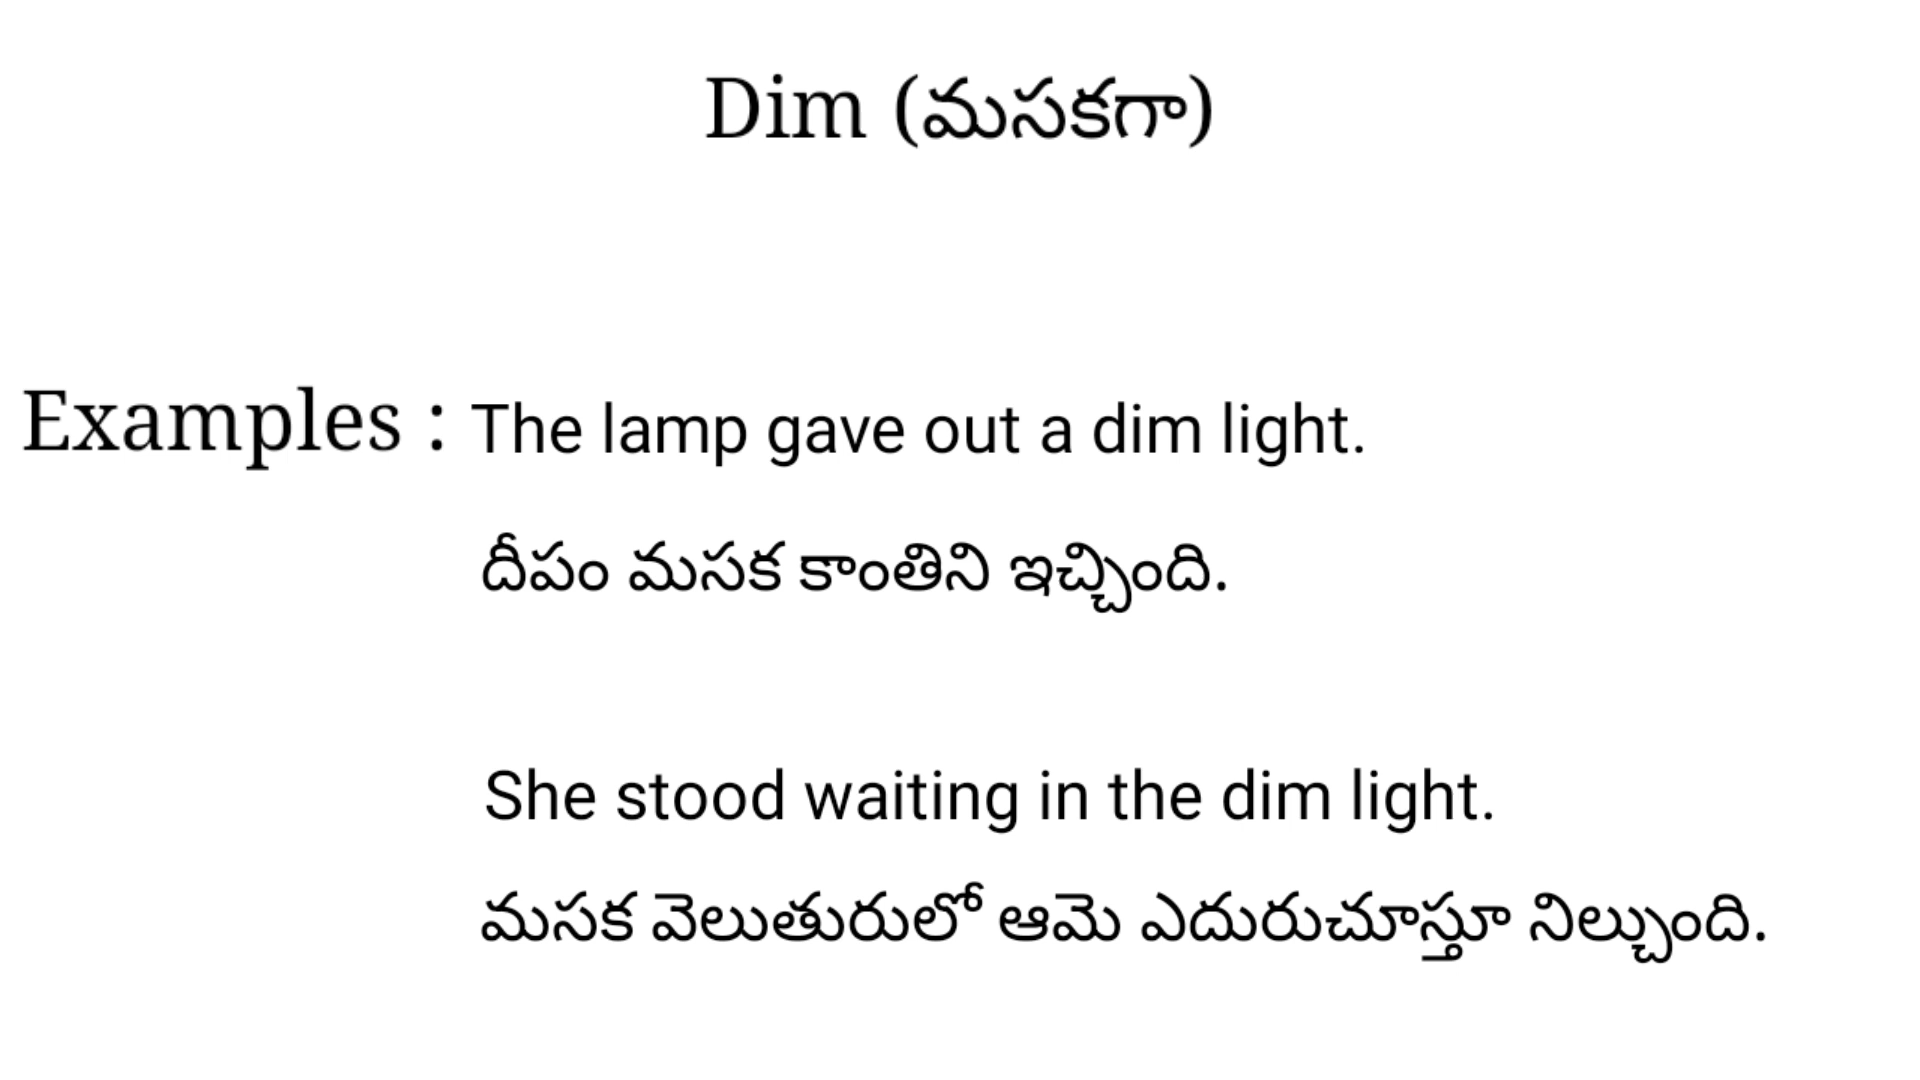 Dim (మసకగా)
Examples : The lamp gave out a dim light.
దీపం మసక కాంతిని ఇచ్చింది.
She stood waiting in the dim light.
మసక వెలుతురులో ఆమె ఎదురుచూస్తూ నిల్చుంది.